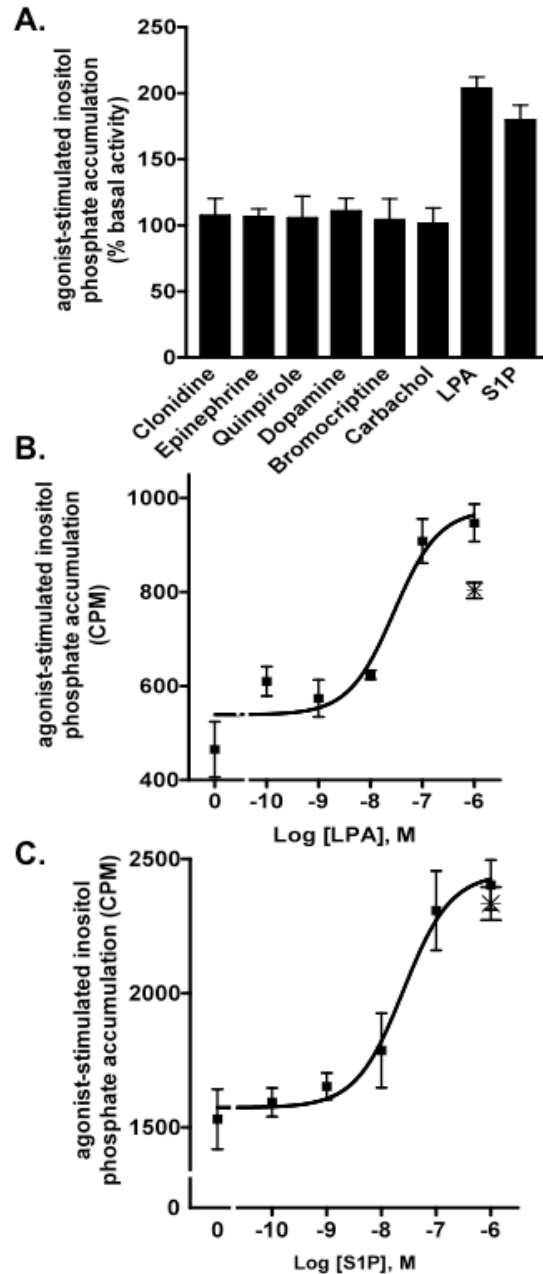 A.
agonist-stimulated inositol
phosphate accumulation
(% basal activity)
250
200
150
100
50
0
Clonidine
Epinephrine
Quinpirole
Dopamine
Bromocriptine
Carbachol
LPA
S1P
B.
agonist-stimulated inositol
phosphate accumulation
(CPM)
1000
800
600
400
0 -10 -9 -8 -7 -6
Log [LPA], M
C.
agonist-stimulated inositol
phosphate accumulation (CPM)
2500
2000
1500
0
0 -10 -9 -8 -7 -6
Log [S1P], M